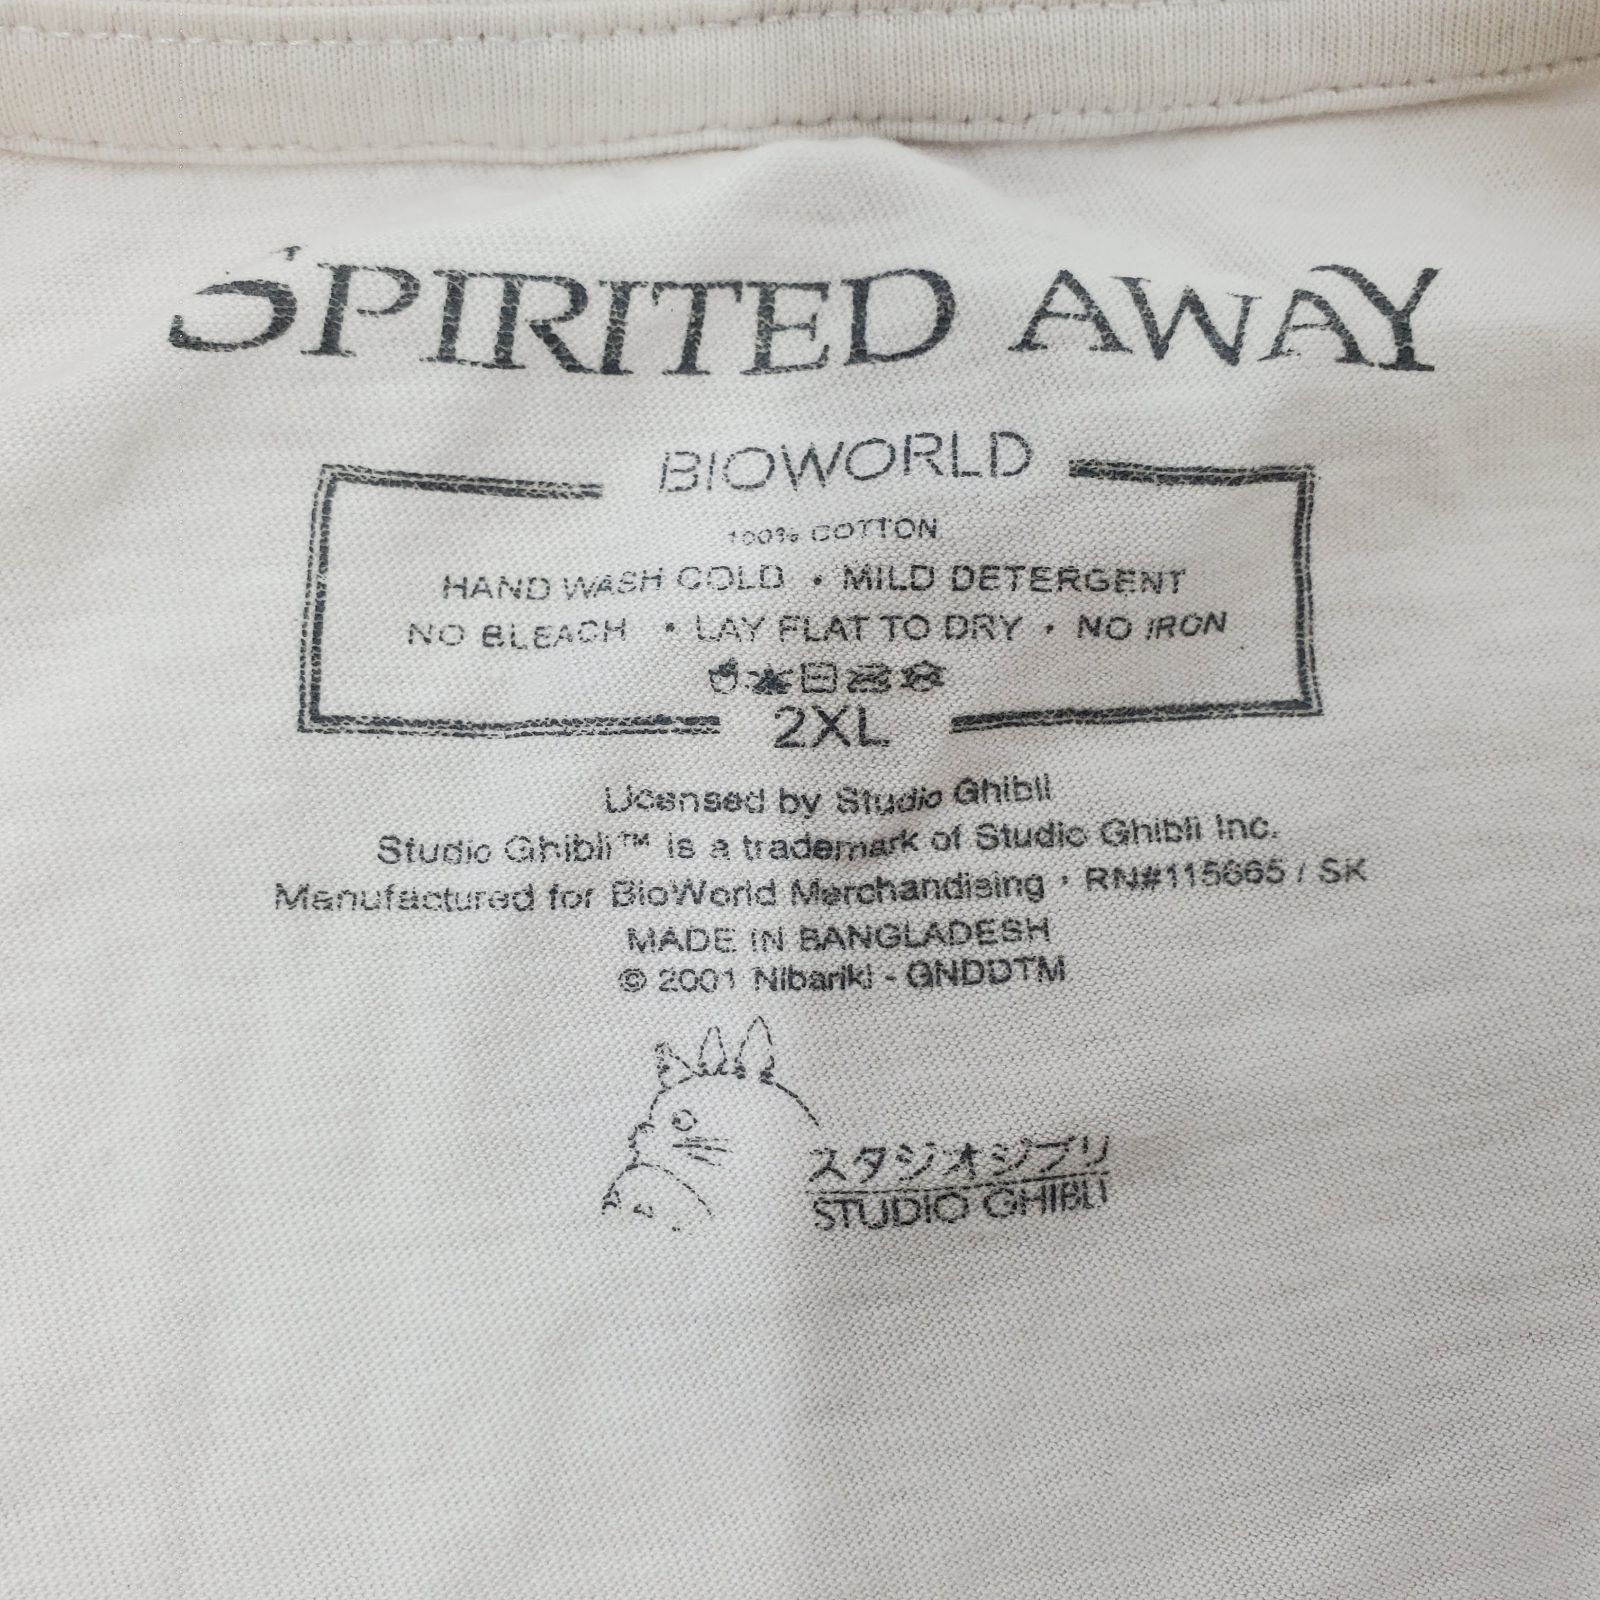 SPIRITED AWAY
BIOWORLD
100% COTTON
HAND WASH COLD • MILD DETERGENT
NO BLEACH • LAY FLAT TO DRY • NO IRON
2XL
Licensed by Studio Ghibli
Studio Ghibli™ is a trademark of Studio Ghibli Inc.
Manufactured for BioWorld Merchandising • RN#115665 / SK
MADE IN BANGLADESH
© 2001 Nibariki - GNDDTM
スタジオジブリ
STUDIO GHIBLI